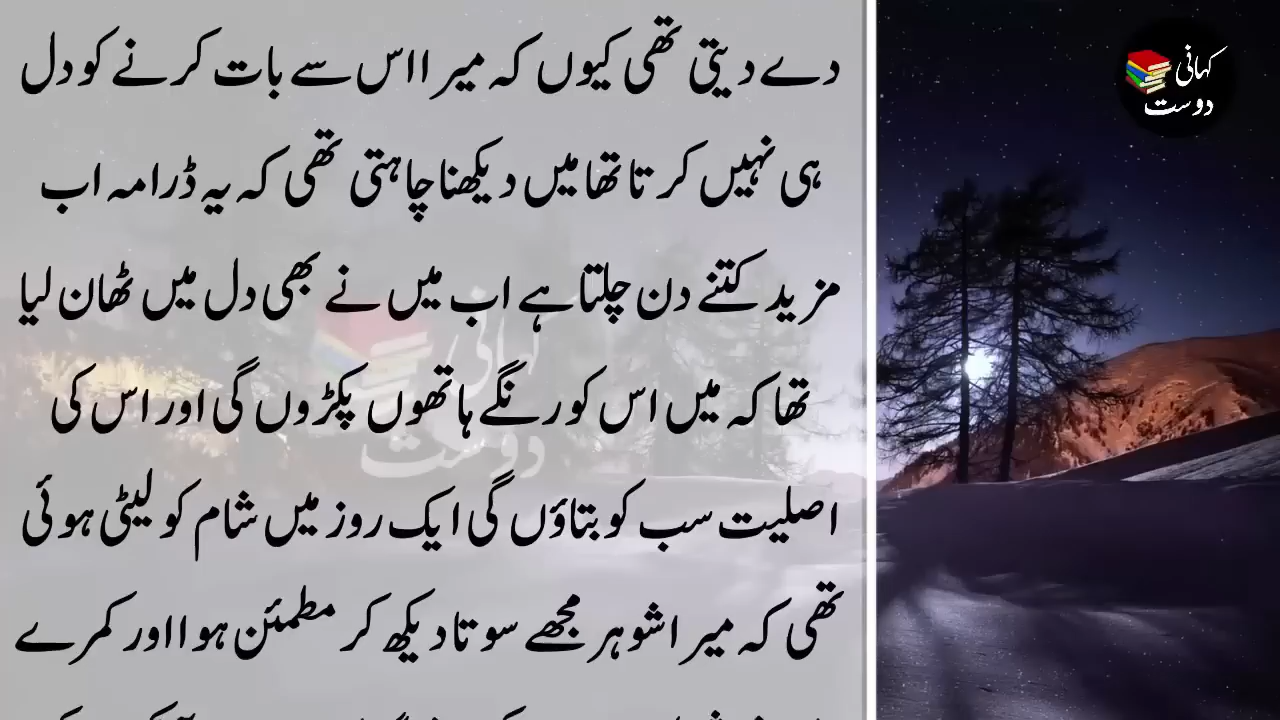 دے دیتی تھی کیوں کہ میرا اس سے بات کرنے کو دل
ہی نہیں کرتا تھا میں دیکھنا چاہتی تھی کہ یہ ڈرامہ اب
مزید کتنے دن چلتا ہے اب میں نے بھی دل میں ٹھان لیا
تھا کہ میں اس کو رنگے ہاتھوں پکڑوں گی اور اس کی
اصلیت سب کو بتاؤں گی ایک روز میں شام کو لیٹی ہوئی
تھی کہ میرا شوہر مجھے سوتا دیکھ کر مطمئن ہوا اور کمرے
کہانی
دوست
کہانی
دوست